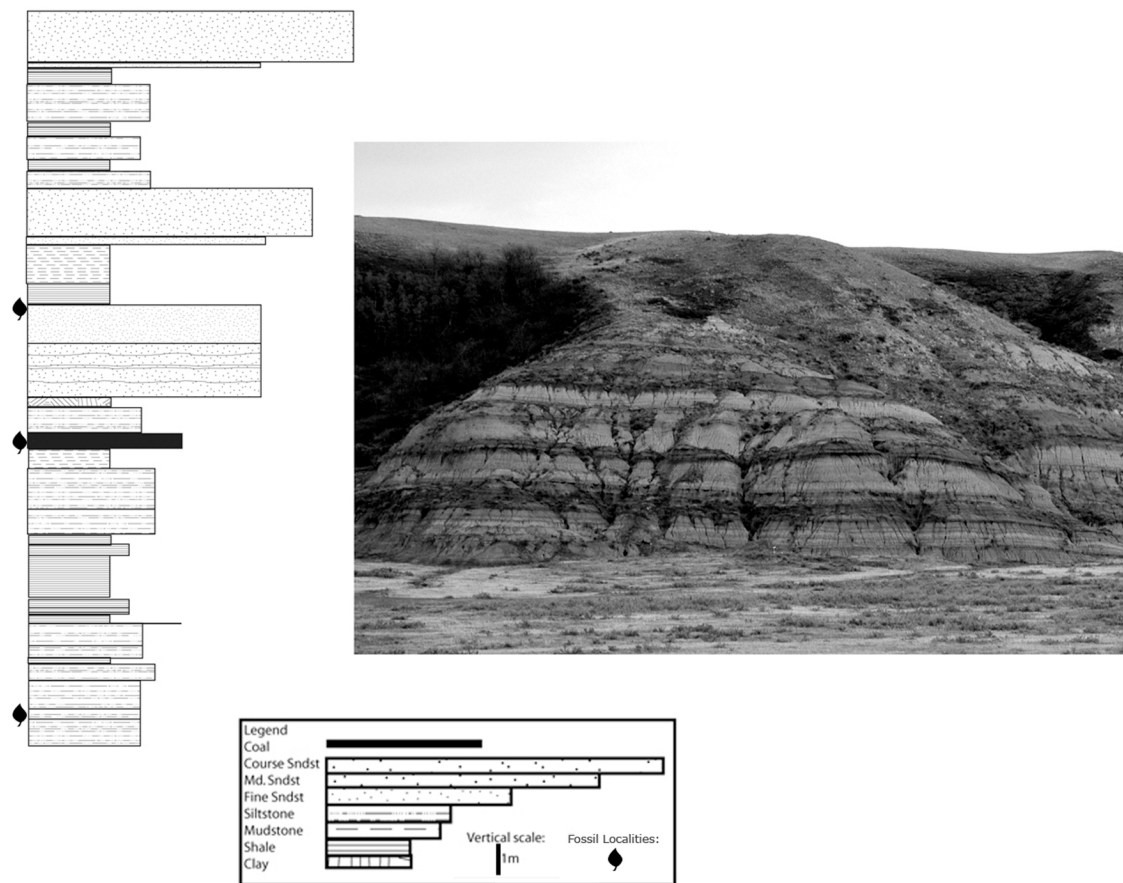 Legend
Coal
Course Sndst
Md. Sndst
Fine Sndst
Siltstone
Mudstone
Shale
Clay
Vertical scale:
1m
Fossil Localities: